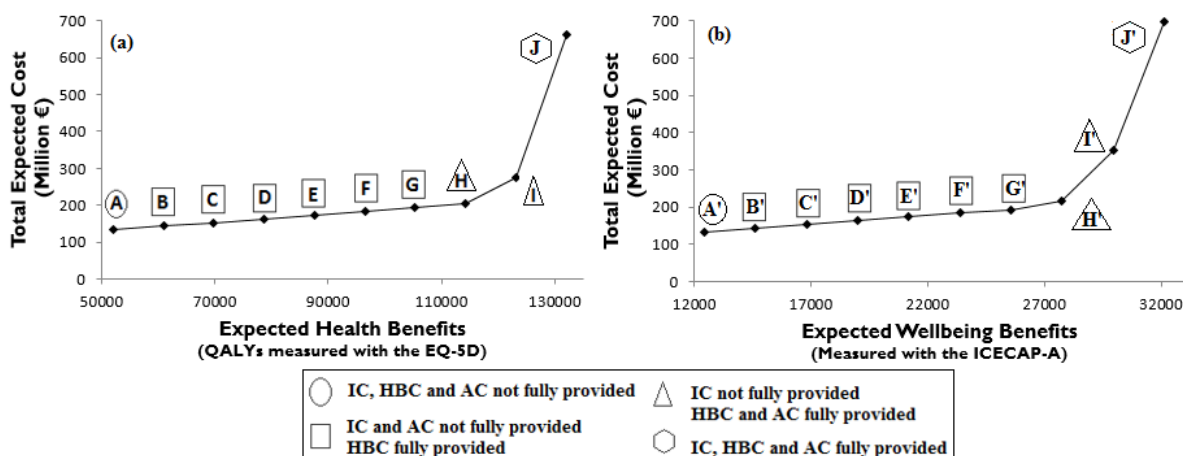 (a)
Total Expected Cost
(Million €)
700
600
500
400
300
200
100
0
A
B
C
D
E
F
G
H
I
J
50000 70000 90000 110000 130000
Expected Health Benefits
(QALYs measured with the EQ-5D)
(b)
Total Expected Cost
(Million €)
700
600
500
400
300
200
100
0
A'
B'
C'
D'
E'
F'
G'
H'
I'
J'
12000 17000 22000 27000 32000
Expected Wellbeing Benefits
(Measured with the ICECAP-A)
IC, HBC and AC not fully provided
IC and AC not fully provided
HBC fully provided
IC not fully provided
HBC and AC fully provided
IC, HBC and AC fully provided